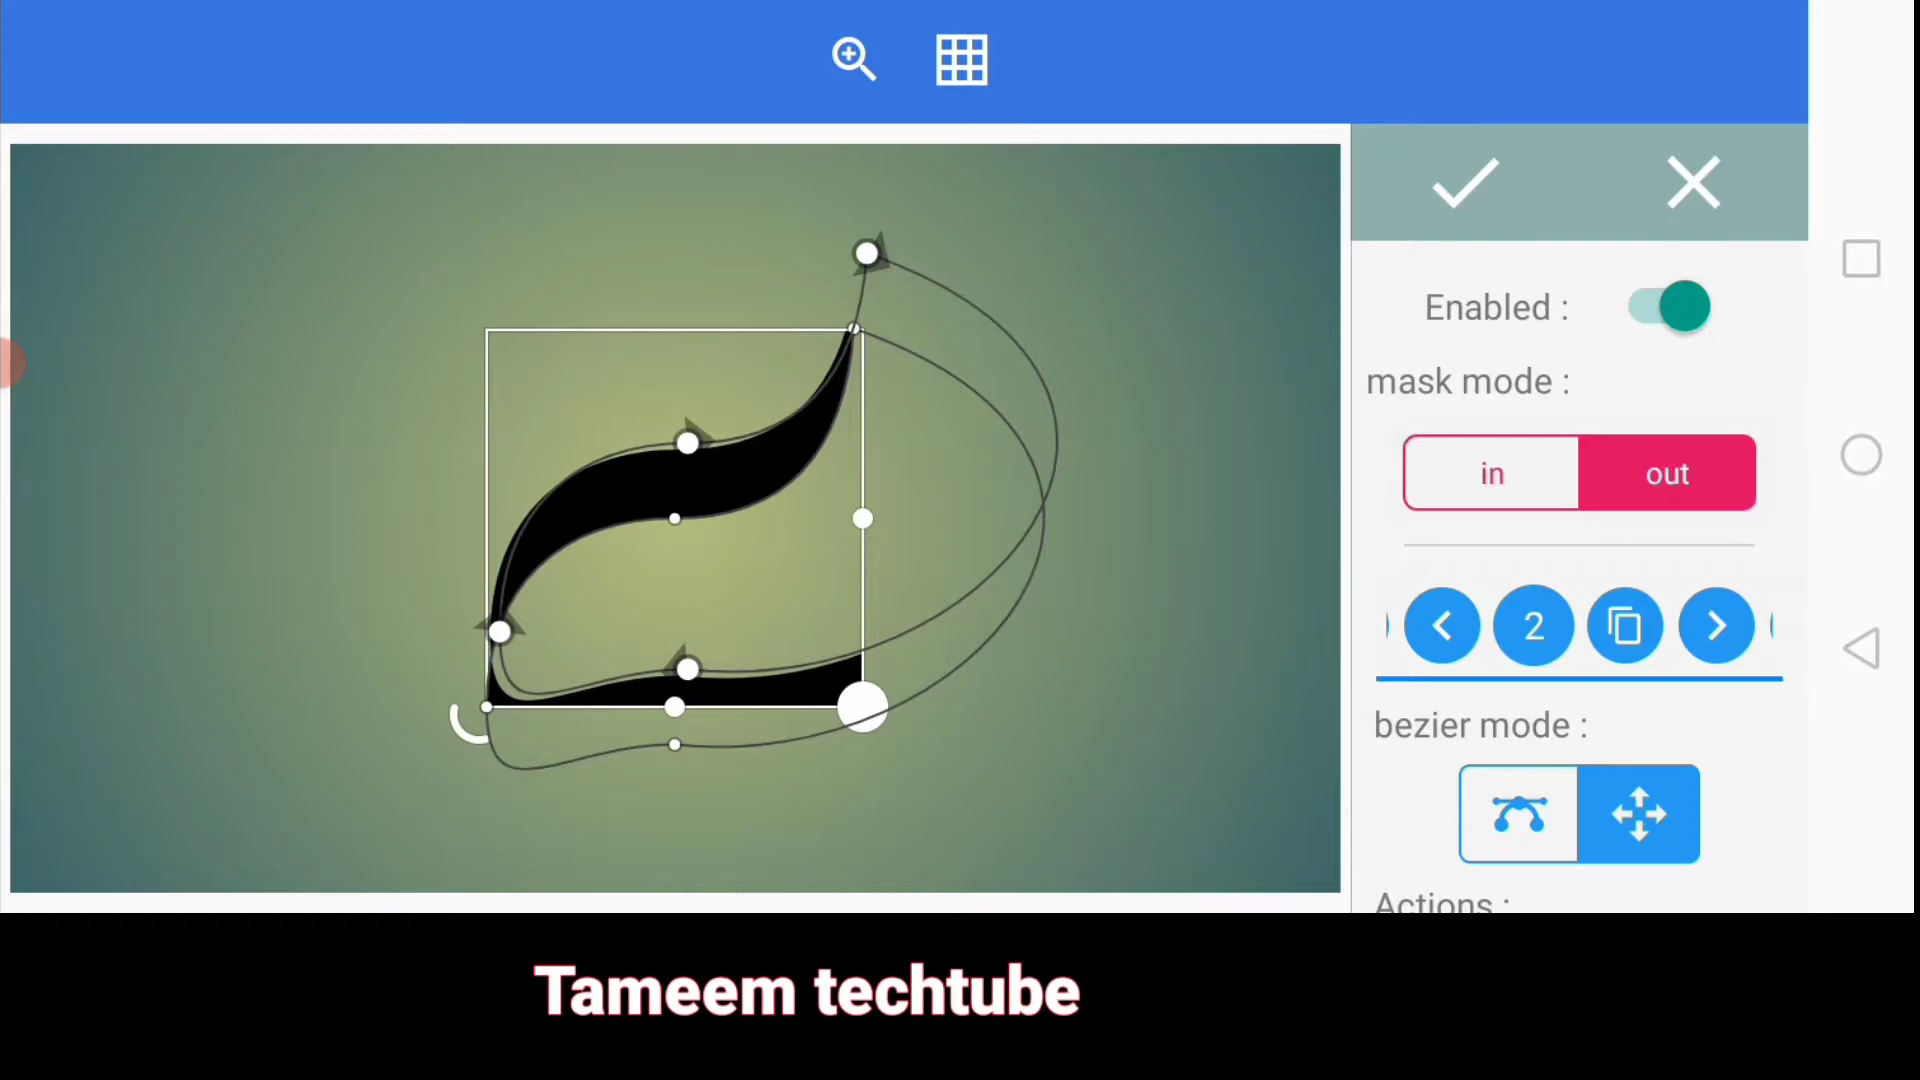 Enabled :
mask mode :
in out
2
bezier mode :
Actions :
Tameem techtube